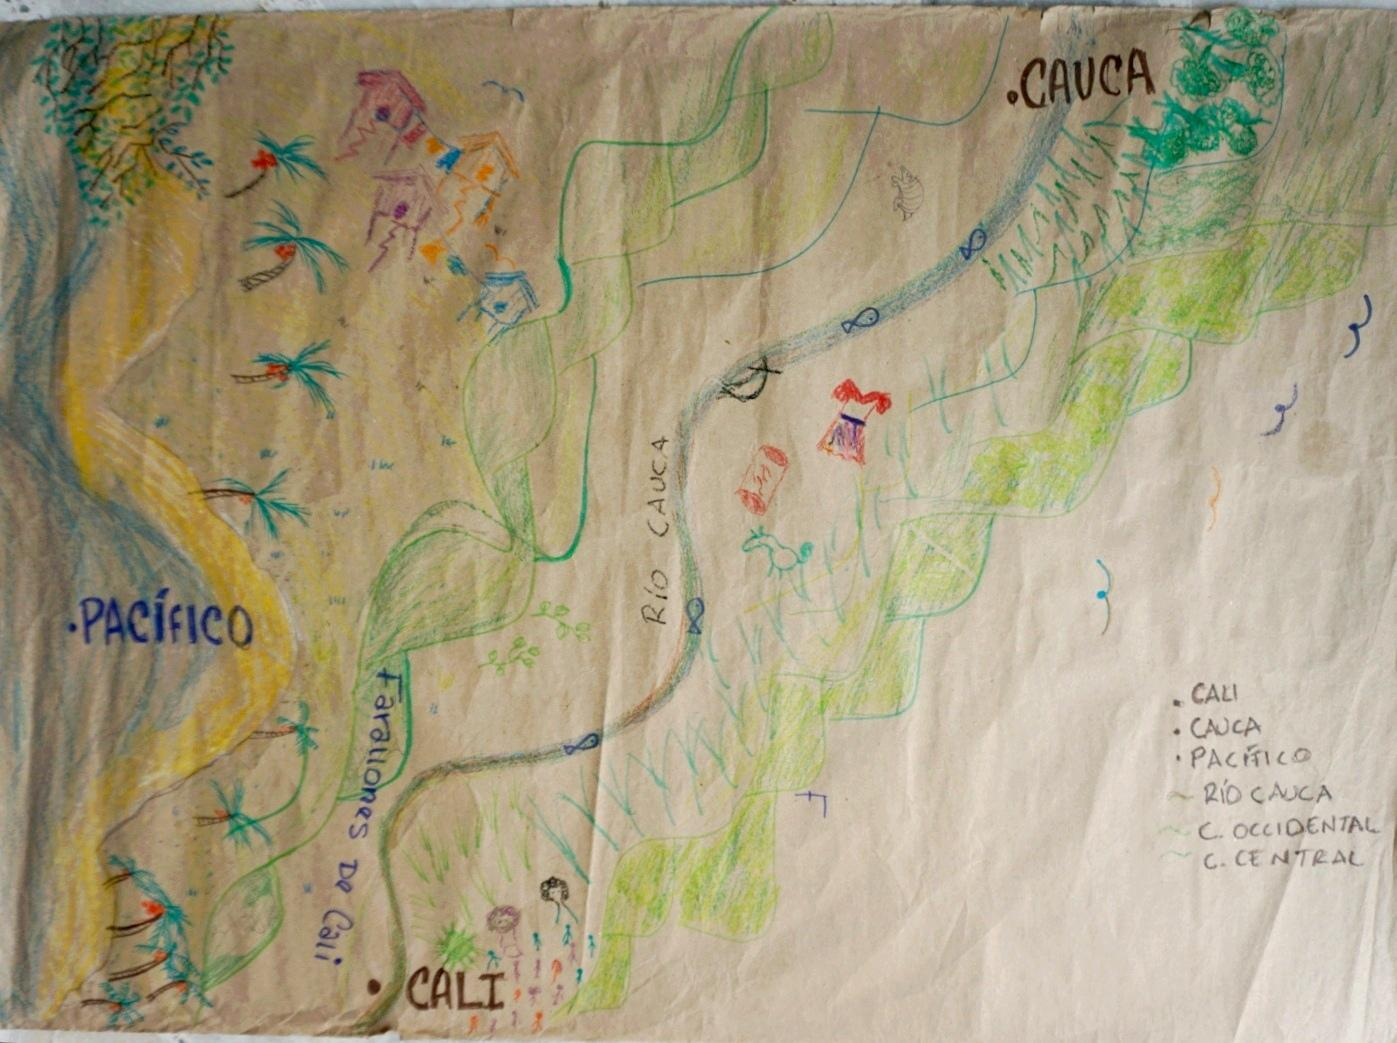 .CAUCA
RÍO CAUCA
.PACÍFICO
Farallones De Cali
. CALI
. CALI
. CAUCA
. PACÍFICO
~ RÍO CAUCA
~ C. OCCIDENTAL
~ C. CENTRAL